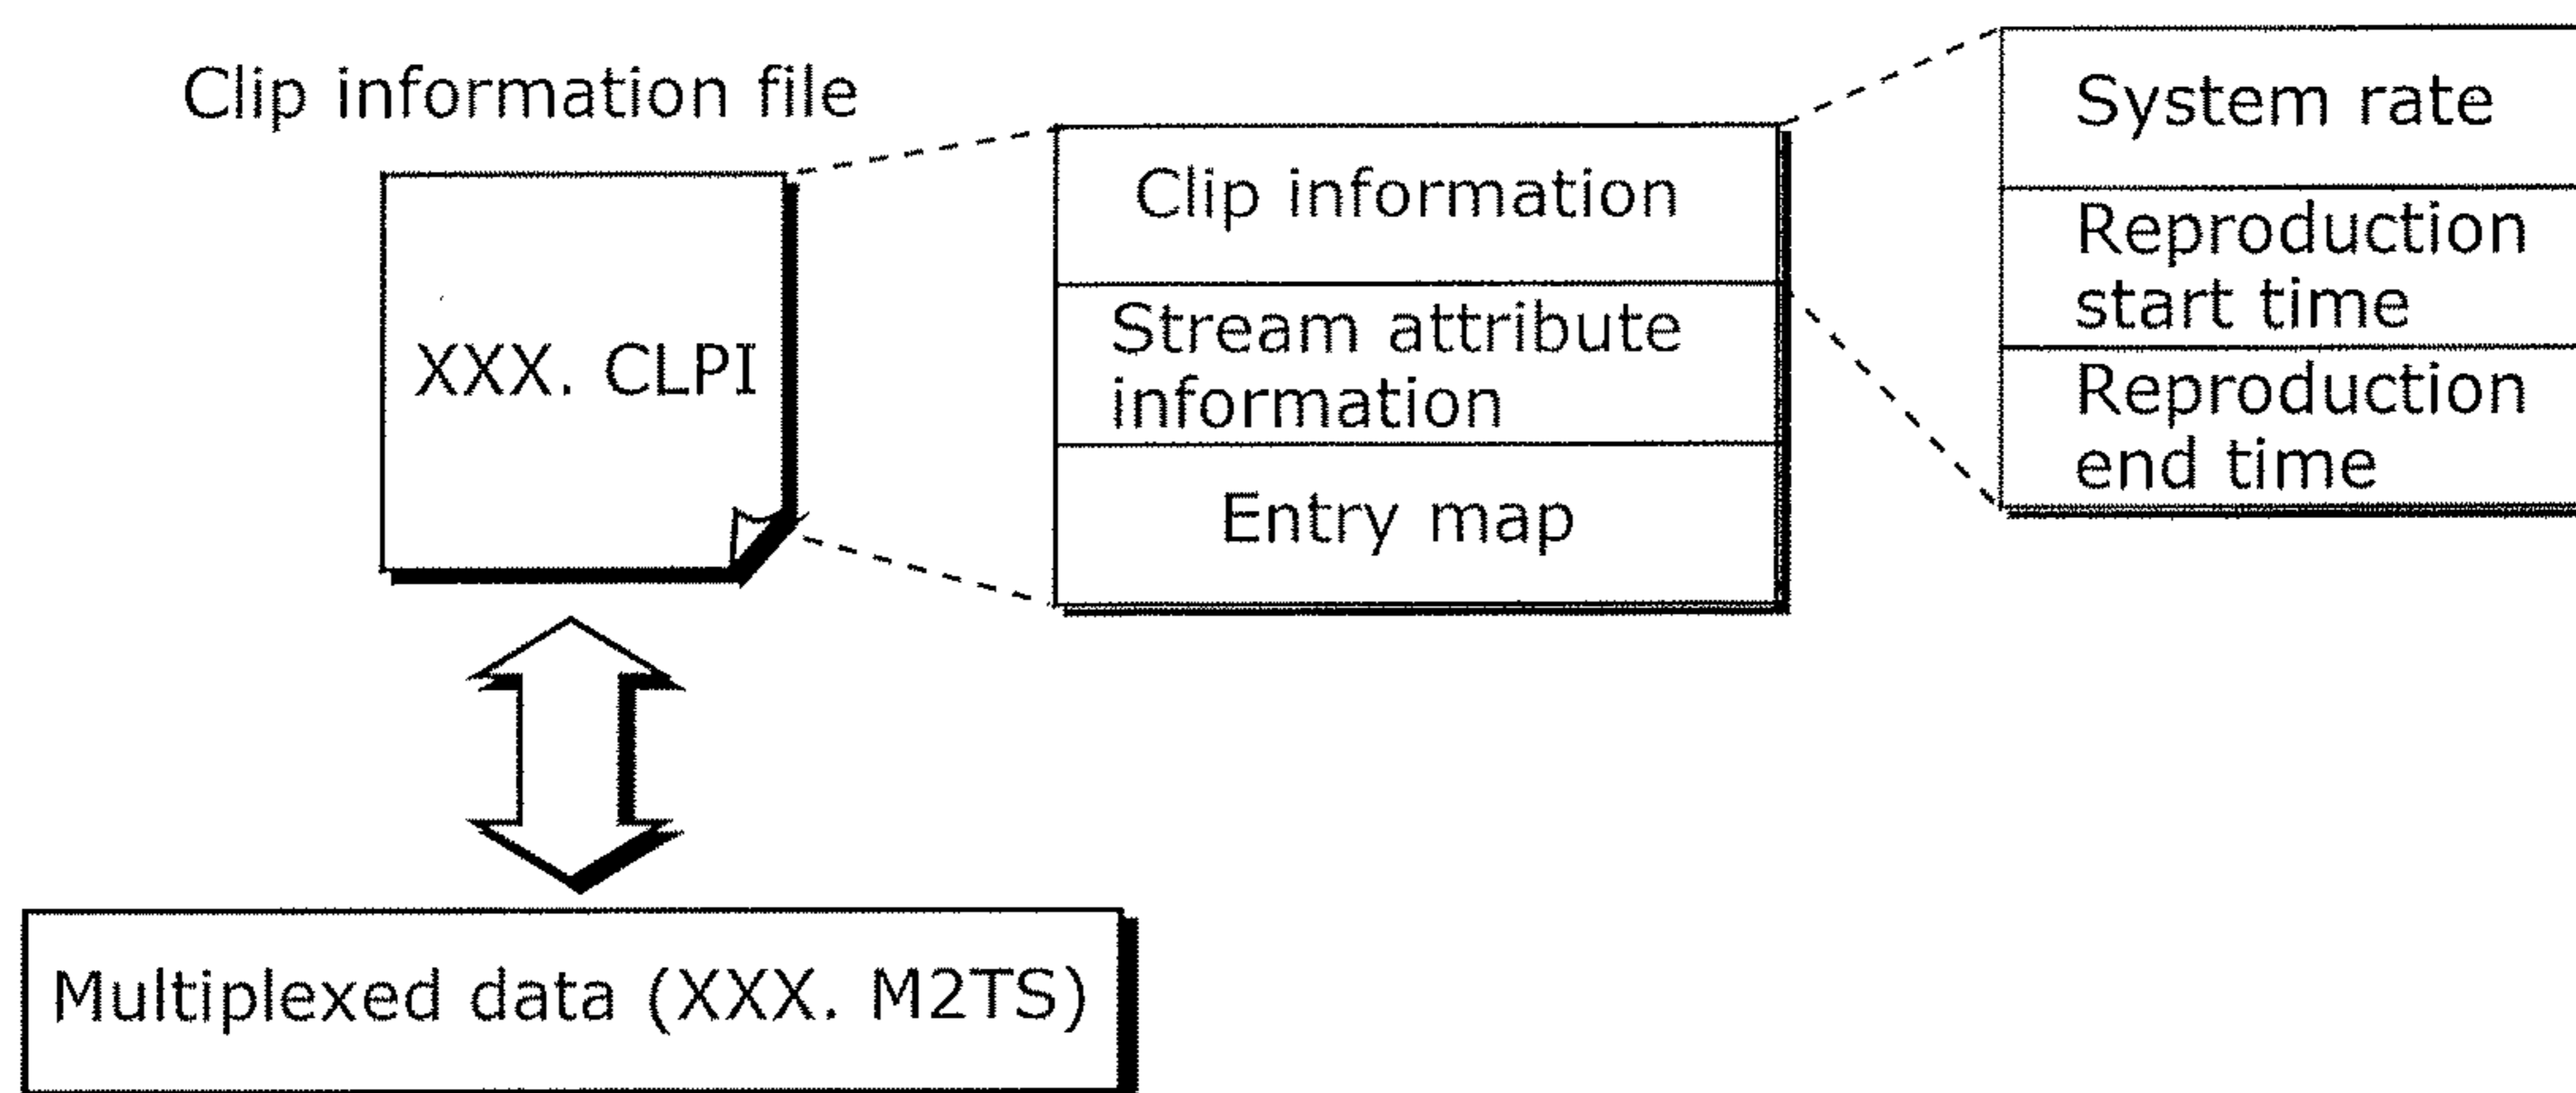 Clip information file
XXX. CLPI
Clip information
Stream attribute
information
Entry map
System rate
Reproduction
start time
Reproduction
end time
Multiplexed data (XXX. M2TS)